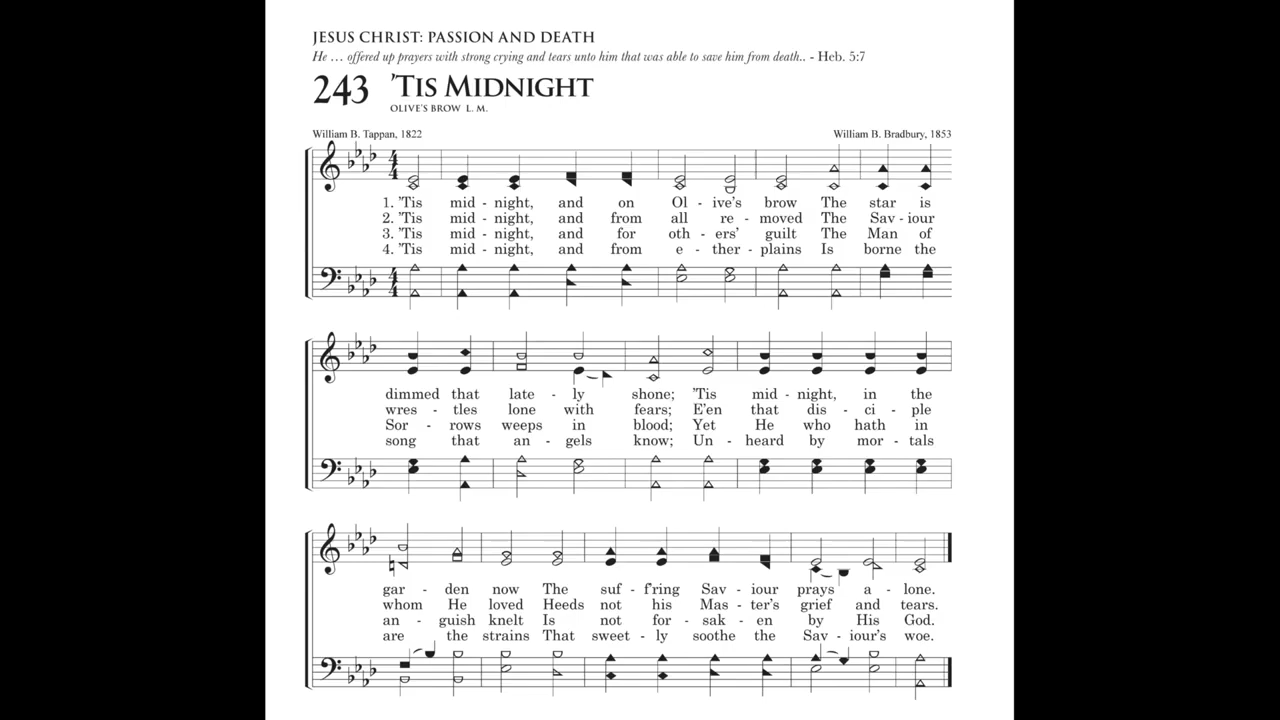 JESUS CHRIST: PASSION AND DEATH
He … offered up prayers with strong crying and tears unto him that was able to save him from death.. - Heb. 5:7
243 ’TIS MIDNIGHT
OLIVE’S BROW L. M.
William B. Tappan, 1822 William B. Bradbury, 1853
4 4
1. ’Tis mid - night, and on Ol - ive’s brow The star is
2. ’Tis mid - night, and from all re - moved The Sav - iour
3. ’Tis mid - night, and for oth - ers’ guilt The Man of
4. ’Tis mid - night, and from e - ther - plains Is borne the
4 4
dimmed that late - ly shone; ’Tis mid - night, in the
wres - tles lone with fears; E’en that dis - ci - ple
Sor - rows weeps in blood; Yet He who hath in
song that an - gels know; Un - heard by mor - tals
gar - den now The suf - f’ring Sav - iour prays a - lone.
whom He loved Heeds not his Mas - ter’s grief and tears.
an - guish knelt Is not for - sak - en by His God.
are the strains That sweet - ly soothe the Sav - iour’s woe.